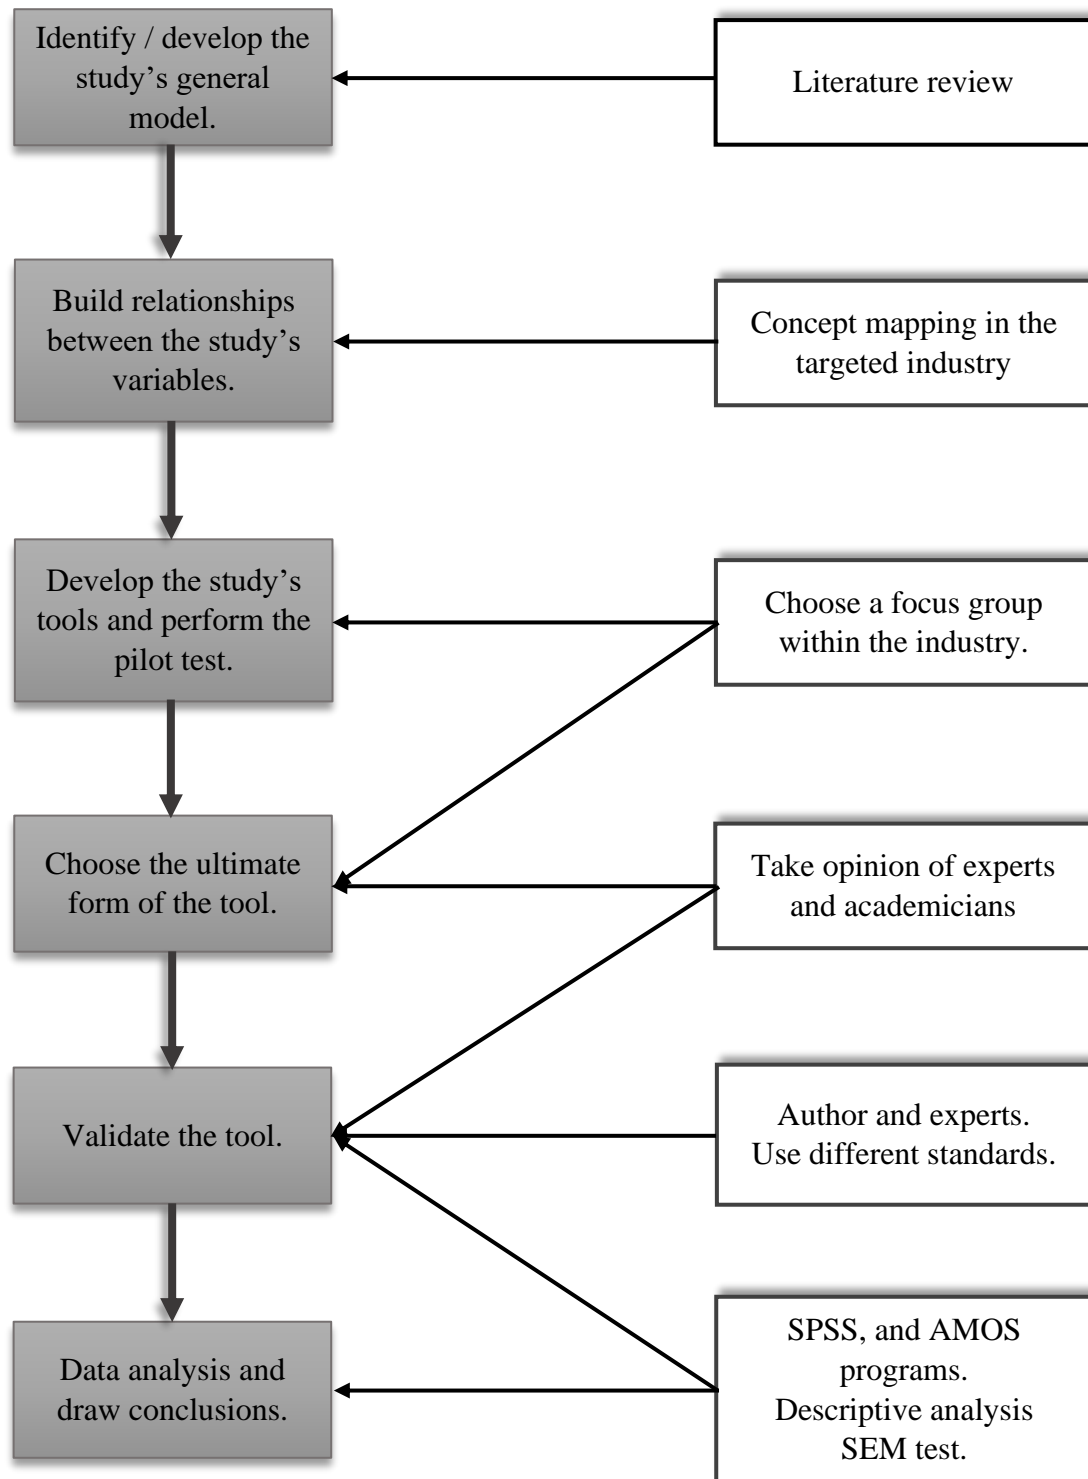 Identify / develop the
study’s general
model.
Literature review
Build relationships
between the study’s
variables.
Concept mapping in the
targeted industry
Develop the study’s
tools and perform the
pilot test.
Choose a focus group
within the industry.
Choose the ultimate
form of the tool.
Take opinion of experts
and academicians
Validate the tool.
Author and experts.
Use different standards.
Data analysis and
draw conclusions.
SPSS, and AMOS
programs.
Descriptive analysis
SEM test.